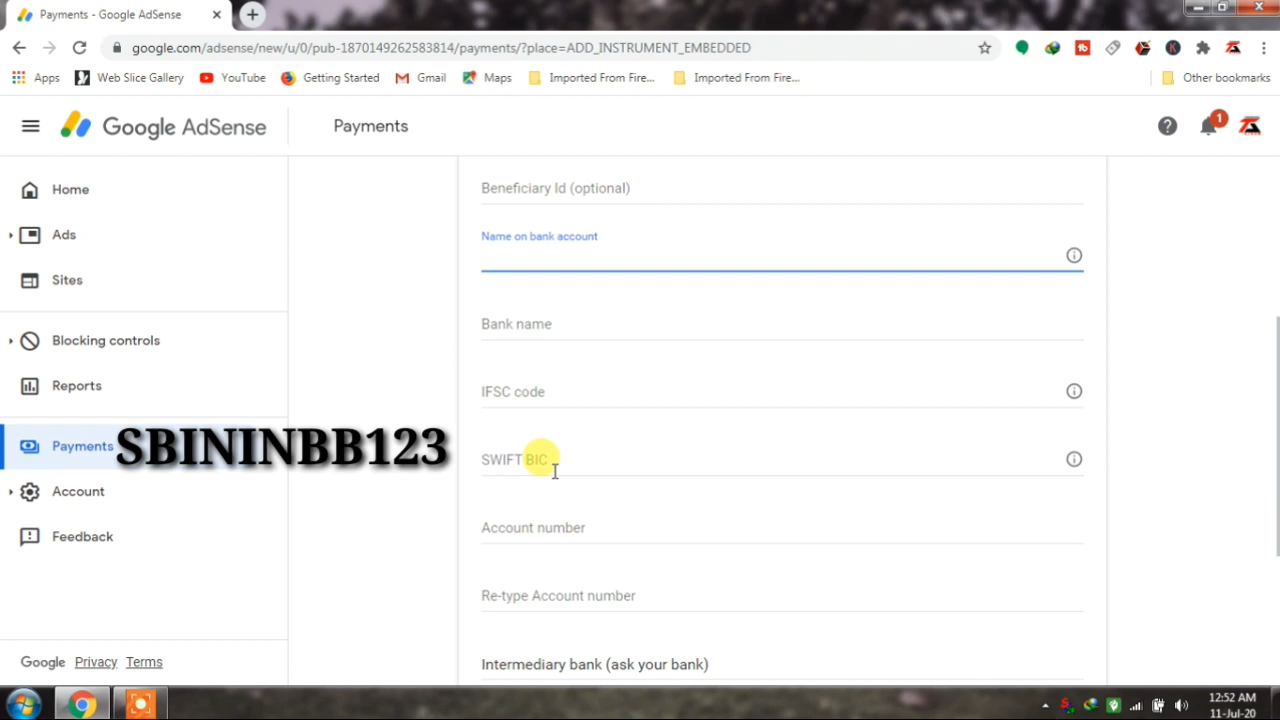 Payments - Google AdSense
google.com/adsense/new/u/0/pub-1870149262583814/payments/?place=ADD_INSTRUMENT_EMBEDDED
Apps Web Slice Gallery YouTube Getting Started Gmail Maps Imported From Fire... Imported From Fire... Other bookmarks
Google AdSense
Payments
1
Home
Ads
Sites
Blocking controls
Reports
Payments
SBININBB123
Account
Feedback
Google Privacy Terms
Beneficiary Id (optional)
Name on bank account
Bank name
IFSC code
SWIFT BIC
Account number
Re-type Account number
Intermediary bank (ask your bank)
12:52 AM
11-Jul-20